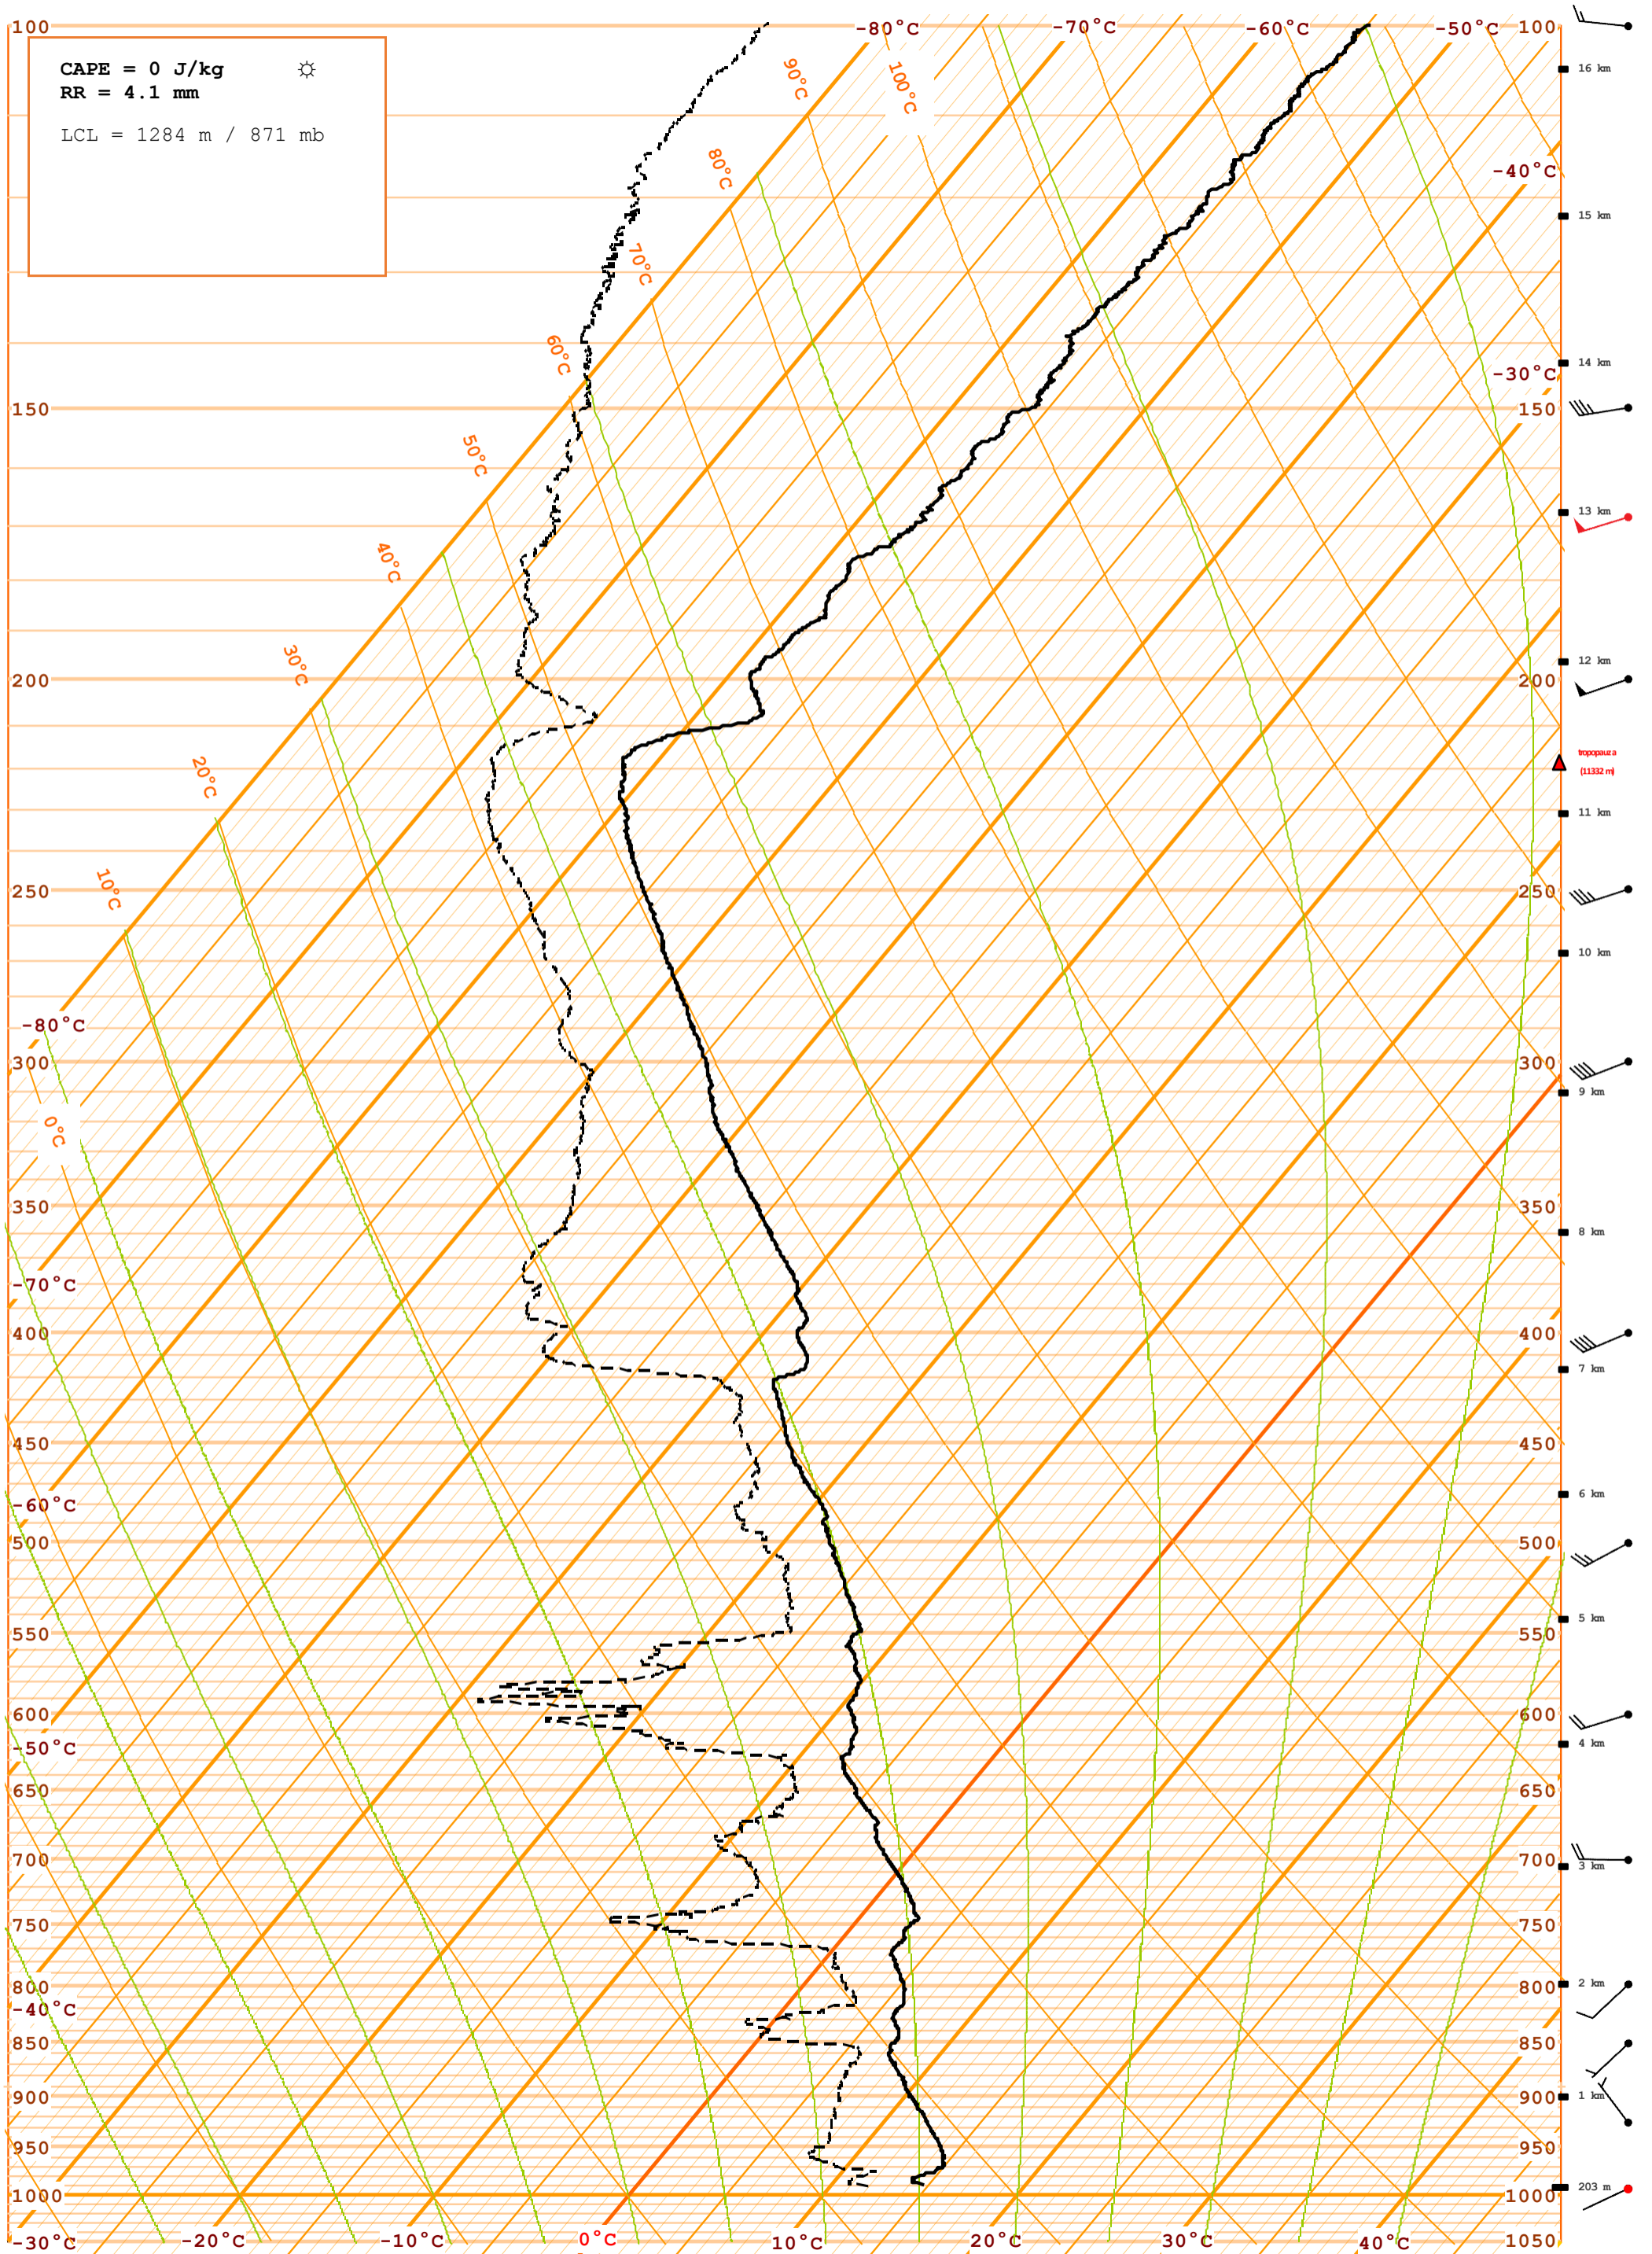 100 -80°C -70°C -60°C -50°C 100
CAPE = 0 J/kg ☼
RR = 4.1 mm
LCL = 1284 m / 871 mb
16 km
90°C 100°C
80°C
-40°C
15 km
70°C
60°C
14 km
-30°C
150 150
50°C
13 km
40°C
12 km
30°C
200 200
tropopauza
(11332 m)
20°C
11 km
10°C
250 250
10 km
-80°C
300 300
9 km
0°C
350 350
8 km
-70°C
400 400
7 km
450 450
6 km
-60°C
500 500
5 km
550 550
600 600
4 km
-50°C
650 650
700 700
3 km
750 750
2 km
800 800
-40°C
850 850
1 km
900 900
950 950
203 m
1000 1000
-30°C -20°C -10°C 0°C 10°C 20°C 30°C 40°C 1050